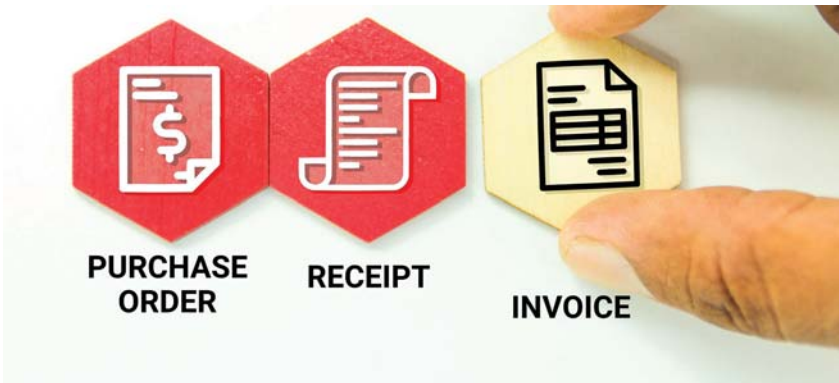 PURCHASE
ORDER
RECEIPT
INVOICE
$